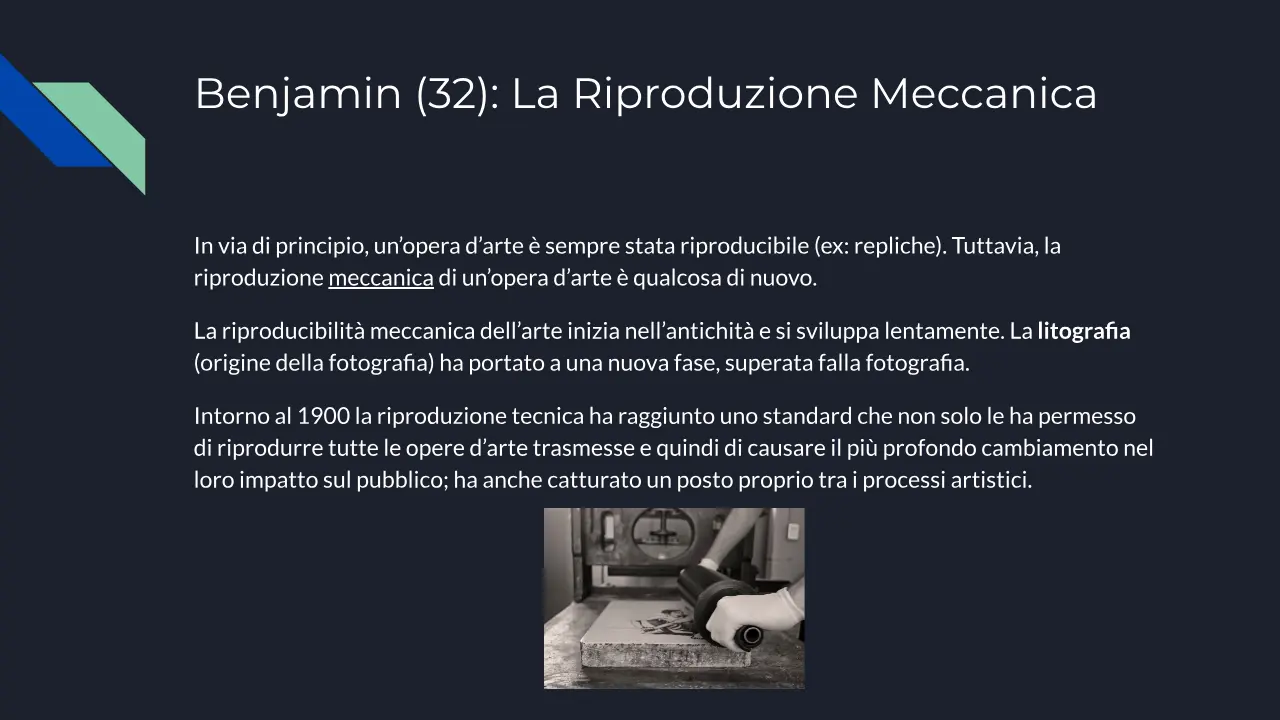 Benjamin (32): La Riproduzione Meccanica
In via di principio, un’opera d’arte è sempre stata riproducibile (ex: repliche). Tuttavia, la
riproduzione meccanica di un’opera d’arte è qualcosa di nuovo.
La riproducibilità meccanica dell’arte inizia nell’antichità e si sviluppa lentamente. La litografia
(origine della fotografia) ha portato a una nuova fase, superata falla fotografia.
Intorno al 1900 la riproduzione tecnica ha raggiunto uno standard che non solo le ha permesso
di riprodurre tutte le opere d’arte trasmesse e quindi di causare il più profondo cambiamento nel
loro impatto sul pubblico; ha anche catturato un posto proprio tra i processi artistici.